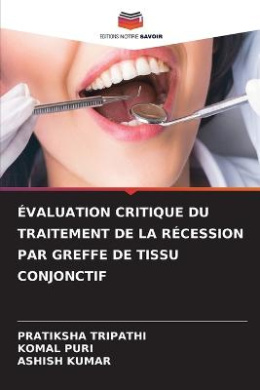 EDITIONS NOTRE SAVOIR
ÉVALUATION CRITIQUE DU
TRAITEMENT DE LA RÉCESSION
PAR GREFFE DE TISSU
CONJONCTIF
PRATIKSHA TRIPATHI
KOMAL PURI
ASHISH KUMAR